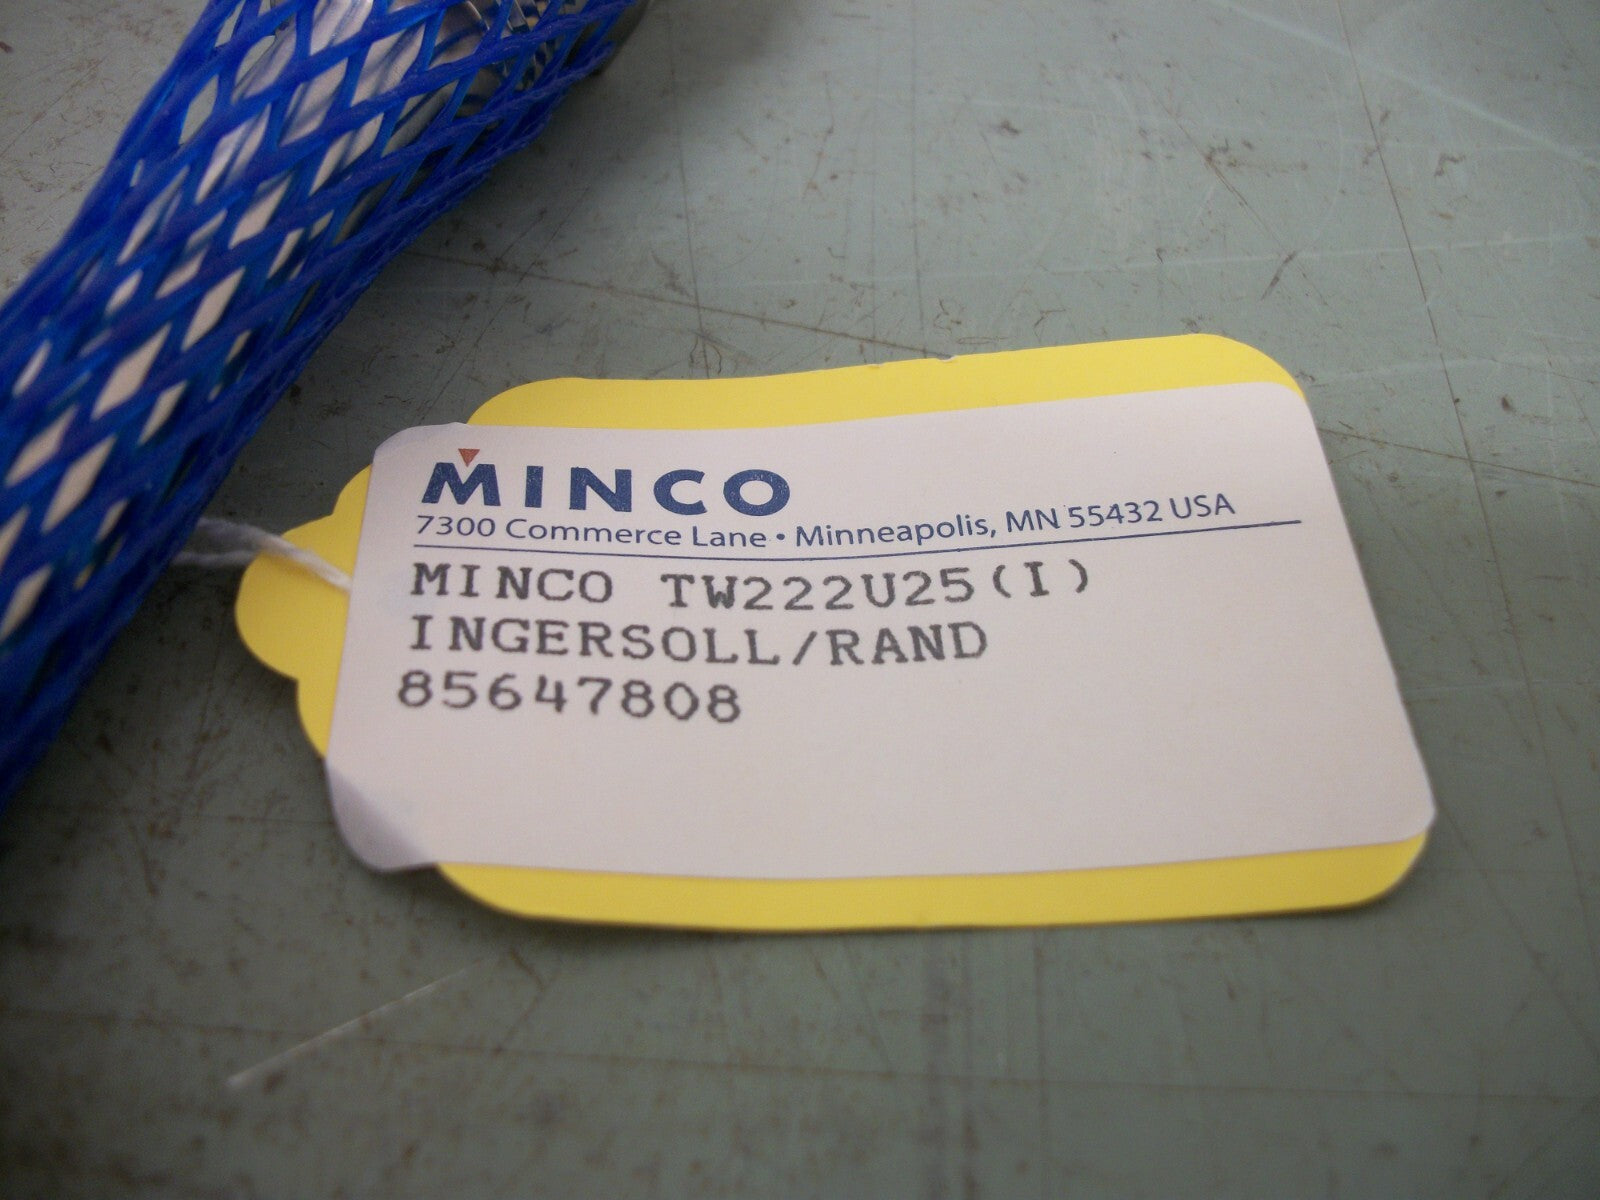 MINCO
7300 Commerce Lane • Minneapolis, MN 55432 USA
MINCO TW222U25(I)
INGERSOLL/RAND
85647808